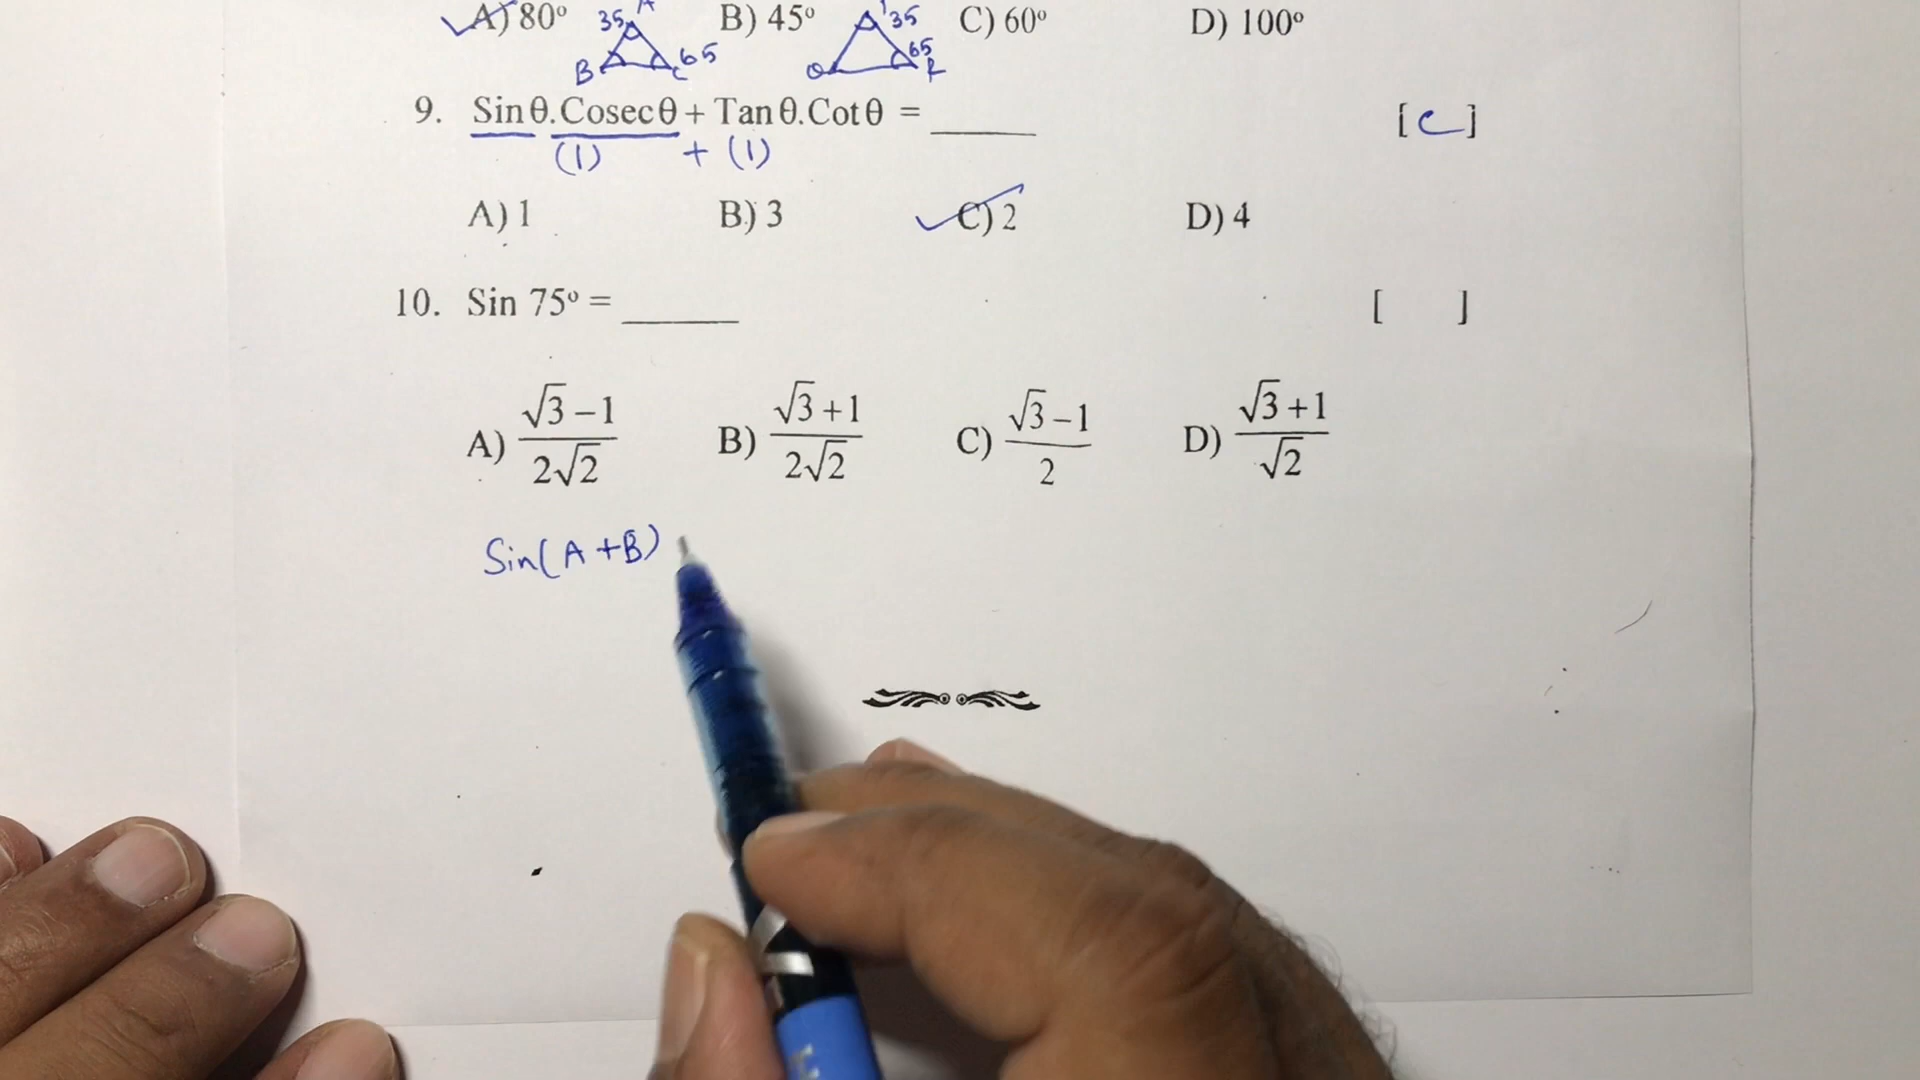 A) 80° 35 A B) 45° P 35 C) 60° D) 100°
B C 65 Q 65 R
9. Sinθ.Cosecθ + Tanθ.Cotθ = ______ [C]
(1) + (1)
A) 1 B) 3 C) 2 D) 4
10. Sin 75° = ______ [ ]
A) (√3 − 1)/(2√2) B) (√3 + 1)/(2√2) C) (√3 − 1)/2 D) (√3 + 1)/√2
Sin(A+B)